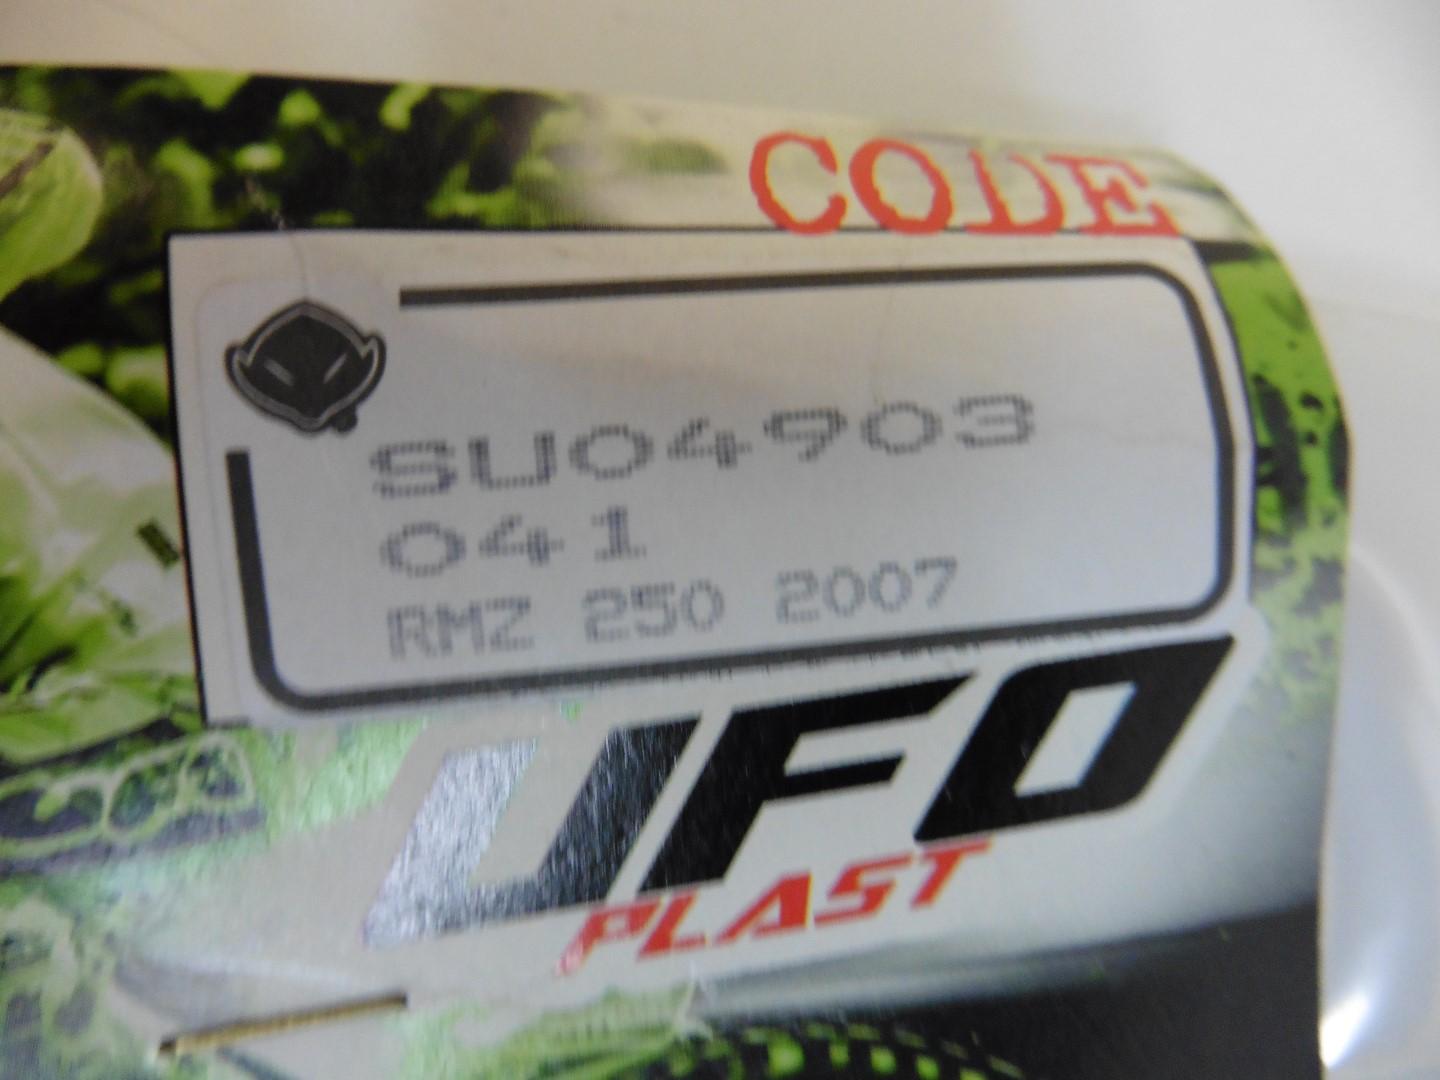 CODE
SU04903
041
RMZ 250 2007
UFO
PLAST